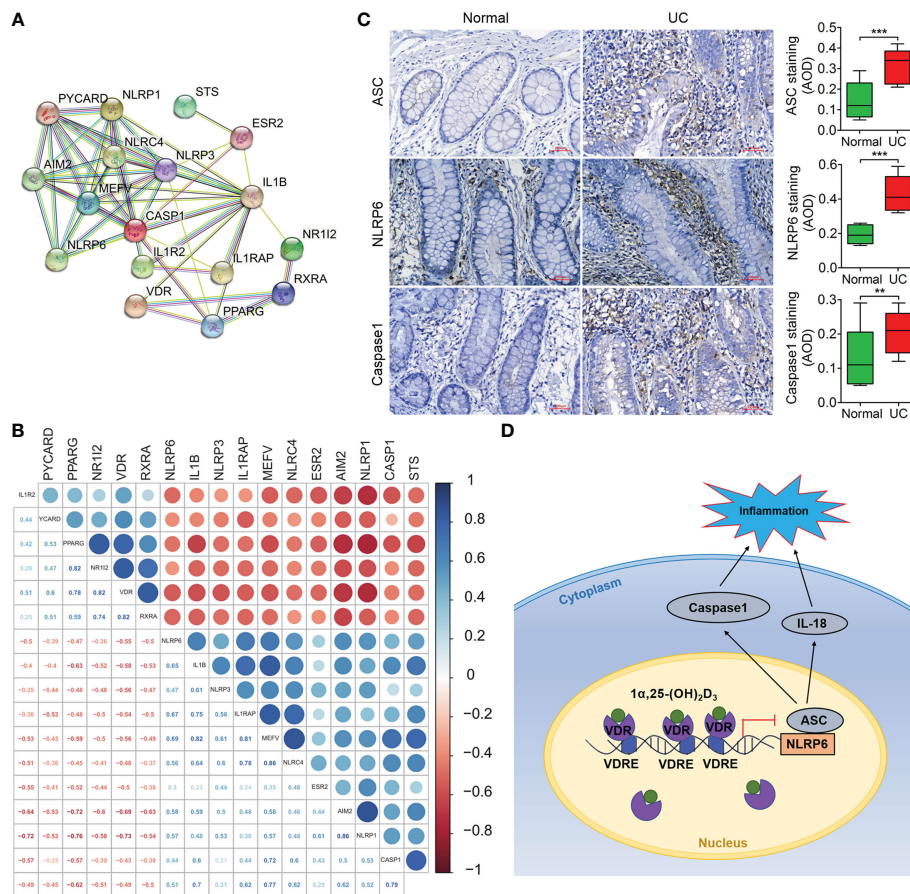 A
STS
PYCARD
NLRP1
ESR2
NLRC4
NLRP3
AIM2
MEFV
IL1B
CASP1
NLRP6
NR1I2
IL1R2
IL1RAP
RXRA
VDR
PPARG
B
PYCARD PPARG NR1I2 VDR RXRA NLRP6 IL1B NLRP3 IL1RAP MEFV NLRC4 ESR2 AIM2 NLRP1 CASP1 STS
IL1R2
0.44 YCARD
0.42 0.53 PPARG
0.29 0.47 0.82 NR1I2
0.51 0.6 0.78 0.82 VDR
0.25 0.51 0.59 0.74 0.82 RXRA
-0.5 -0.39 -0.47 -0.36 -0.55 -0.5 NLRP6
-0.4 -0.4 -0.63 -0.52 -0.58 -0.53 0.65 IL1B
-0.35 -0.44 -0.48 -0.48 -0.56 -0.47 0.47 0.61 NLRP3
-0.36 -0.53 -0.48 -0.5 -0.54 -0.5 0.67 0.75 0.58 IL1RAP
-0.53 -0.43 -0.59 -0.5 -0.56 -0.49 0.69 0.82 0.61 0.81 MEFV
-0.51 -0.38 -0.45 -0.45 -0.48 -0.37 0.56 0.64 0.6 0.78 0.86 NLRC4
-0.55 -0.41 -0.52 -0.46 -0.5 -0.38 0.3 0.23 0.44 0.24 0.35 0.46 ESR2
-0.64 -0.53 -0.72 -0.6 -0.69 -0.63 0.58 0.59 0.5 0.48 0.58 0.46 0.44 AIM2
-0.72 -0.53 -0.76 -0.58 -0.73 -0.54 0.57 0.48 0.53 0.36 0.57 0.48 0.61 0.86 NLRP1
-0.57 -0.25 -0.57 -0.39 -0.43 -0.39 0.44 0.6 0.21 0.44 0.72 0.6 0.43 0.5 0.53 CASP1
-0.49 -0.45 -0.62 -0.51 -0.49 -0.5 0.51 0.7 0.31 0.62 0.77 0.62 0.29 0.52 0.52 0.79
1
0.8
0.6
0.4
0.2
0
-0.2
-0.4
-0.6
-0.8
-1
C
Normal UC
ASC
NLRP6
Caspase1
ASC staining
(AOD)
0.5
0.4
0.3
0.2
0.1
0.0
***
Normal UC
NLRP6 staining
(AOD)
0.6
0.4
0.2
0.0
***
Normal UC
Caspase1 staining
(AOD)
0.3
0.2
0.1
0.0
**
Normal UC
D
Inflammation
Cytoplasm
Caspase1
IL-18
1α,25-(OH)₂D₃
VDR VDR VDR
ASC
NLRP6
VDRE VDRE VDRE
Nucleus